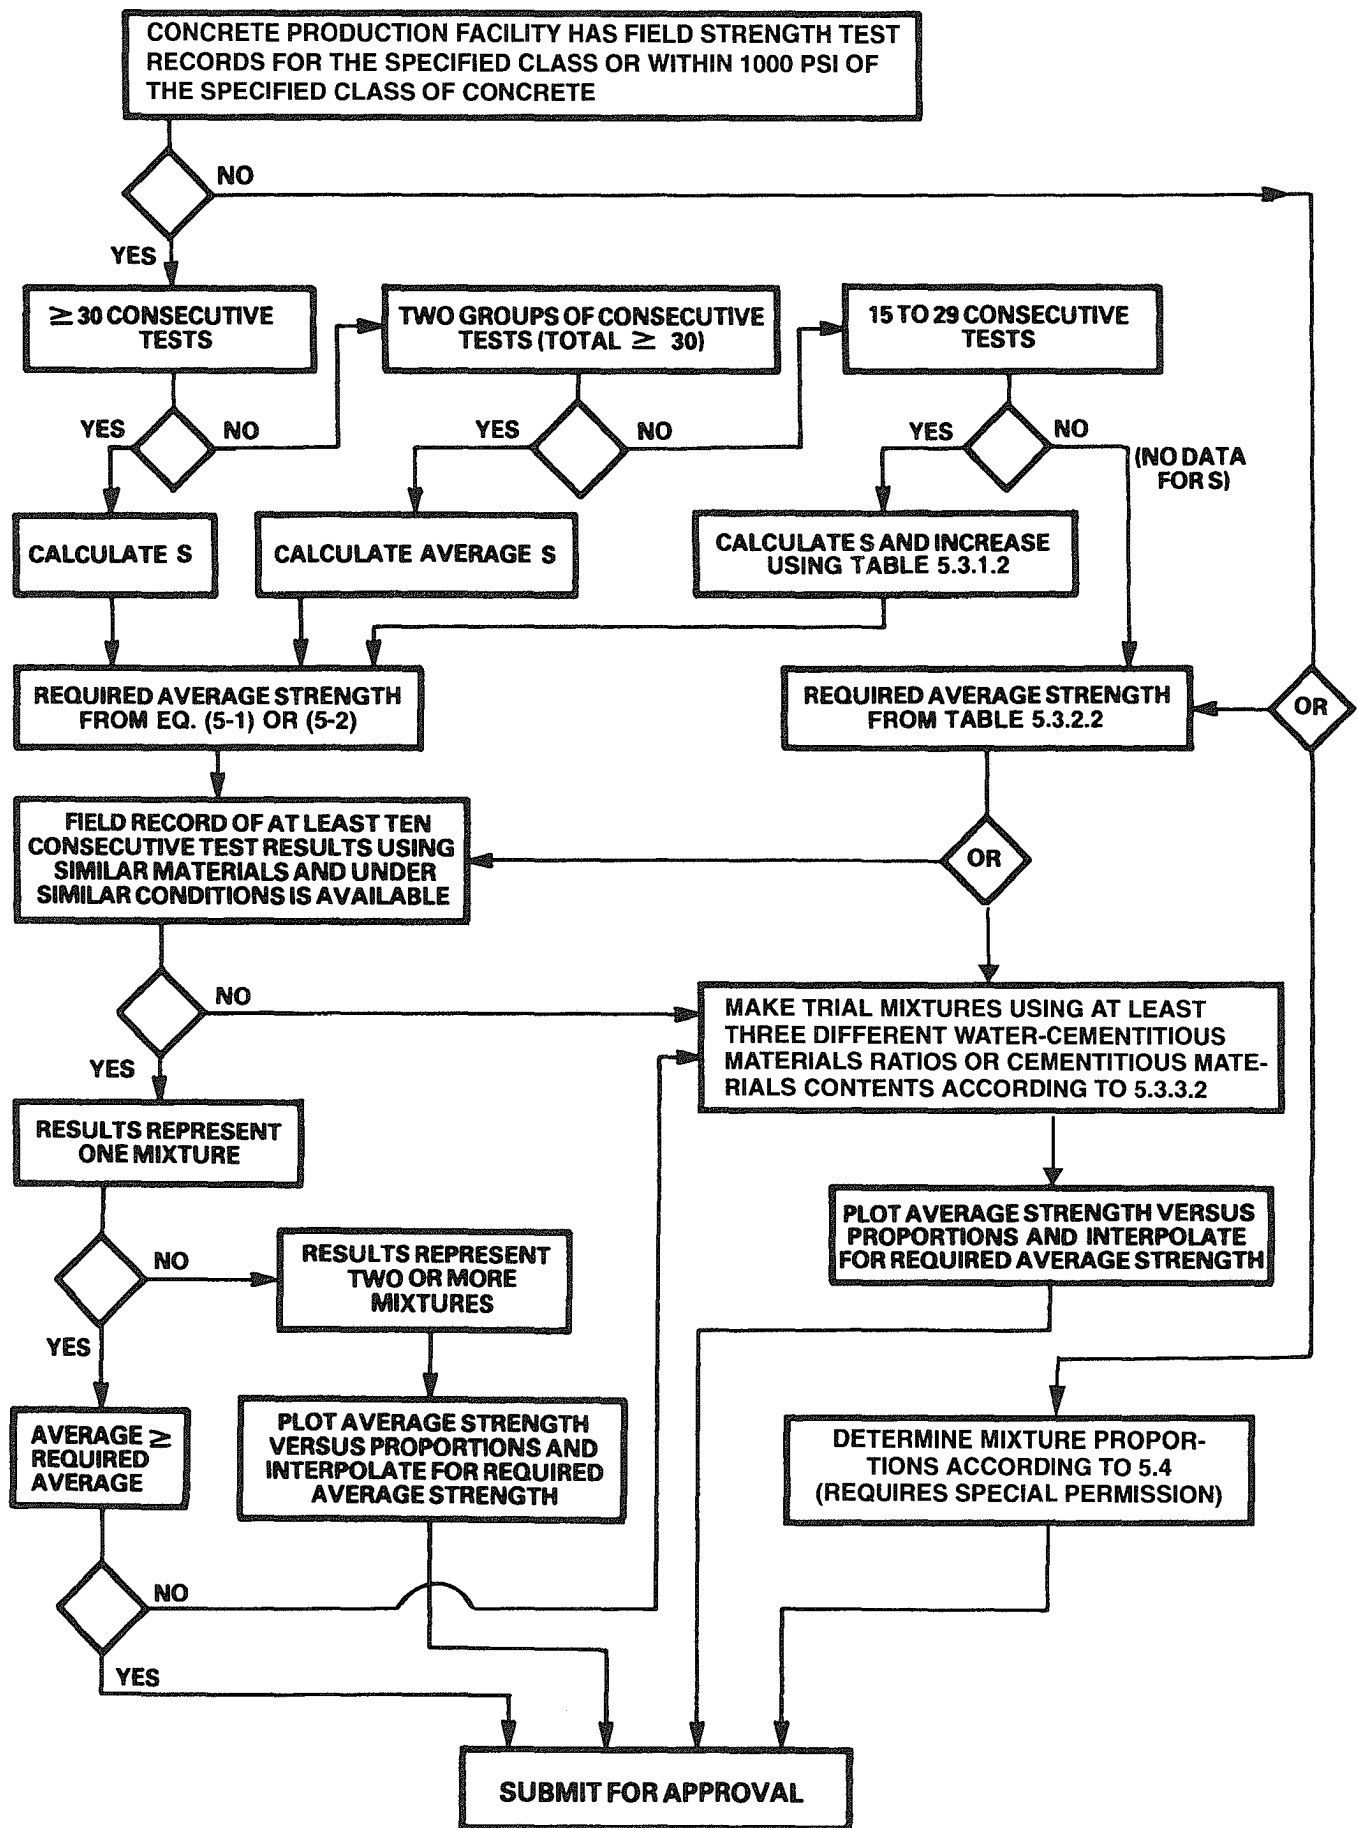 CONCRETE PRODUCTION FACILITY HAS FIELD STRENGTH TEST
RECORDS FOR THE SPECIFIED CLASS OR WITHIN 1000 PSI OF
THE SPECIFIED CLASS OF CONCRETE
NO
YES
≥ 30 CONSECUTIVE
TESTS
TWO GROUPS OF CONSECUTIVE
TESTS (TOTAL ≥ 30)
15 TO 29 CONSECUTIVE
TESTS
YES
NO
YES
NO
YES
NO
(NO DATA
FOR S)
CALCULATE S
CALCULATE AVERAGE S
CALCULATE S AND INCREASE
USING TABLE 5.3.1.2
REQUIRED AVERAGE STRENGTH
FROM EQ. (5-1) OR (5-2)
REQUIRED AVERAGE STRENGTH
FROM TABLE 5.3.2.2
OR
FIELD RECORD OF AT LEAST TEN
CONSECUTIVE TEST RESULTS USING
SIMILAR MATERIALS AND UNDER
SIMILAR CONDITIONS IS AVAILABLE
OR
NO
YES
MAKE TRIAL MIXTURES USING AT LEAST
THREE DIFFERENT WATER-CEMENTITIOUS
MATERIALS RATIOS OR CEMENTITIOUS MATE-
RIALS CONTENTS ACCORDING TO 5.3.3.2
RESULTS REPRESENT
ONE MIXTURE
PLOT AVERAGE STRENGTH VERSUS
PROPORTIONS AND INTERPOLATE
FOR REQUIRED AVERAGE STRENGTH
NO
YES
RESULTS REPRESENT
TWO OR MORE
MIXTURES
AVERAGE ≥
REQUIRED
AVERAGE
PLOT AVERAGE STRENGTH
VERSUS PROPORTIONS AND
INTERPOLATE FOR REQUIRED
AVERAGE STRENGTH
DETERMINE MIXTURE PROPOR-
TIONS ACCORDING TO 5.4
(REQUIRES SPECIAL PERMISSION)
NO
YES
SUBMIT FOR APPROVAL